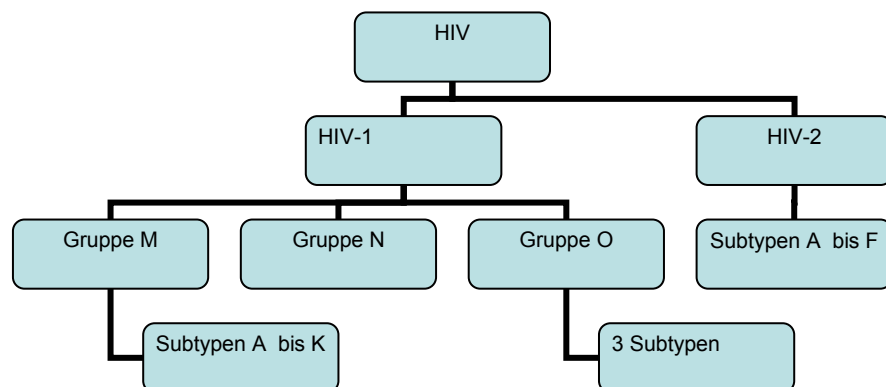 HIV
HIV-1
HIV-2
Gruppe M
Gruppe N
Gruppe O
Subtypen A  bis F
Subtypen A  bis K
3 Subtypen